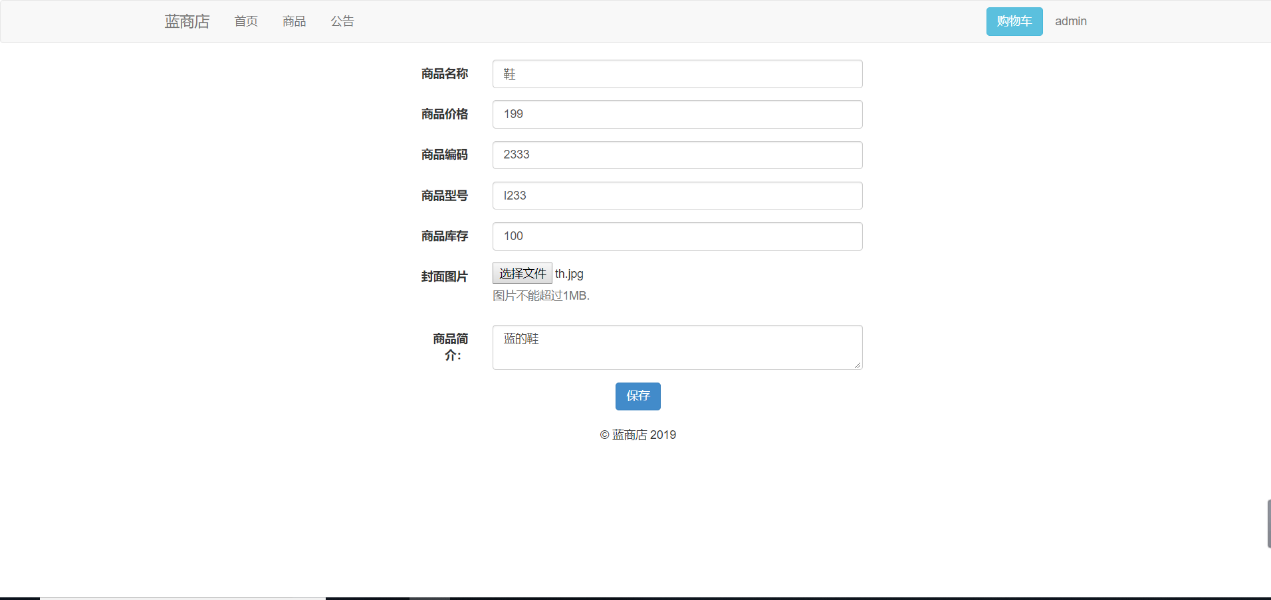 蓝商店 首页 商品 公告 购物车 admin
商品名称 鞋
商品价格 199
商品编码 2333
商品型号 I233
商品库存 100
封面图片 选择文件 th.jpg
图片不能超过1MB.
商品简 蓝的鞋
介：
保存
© 蓝商店 2019